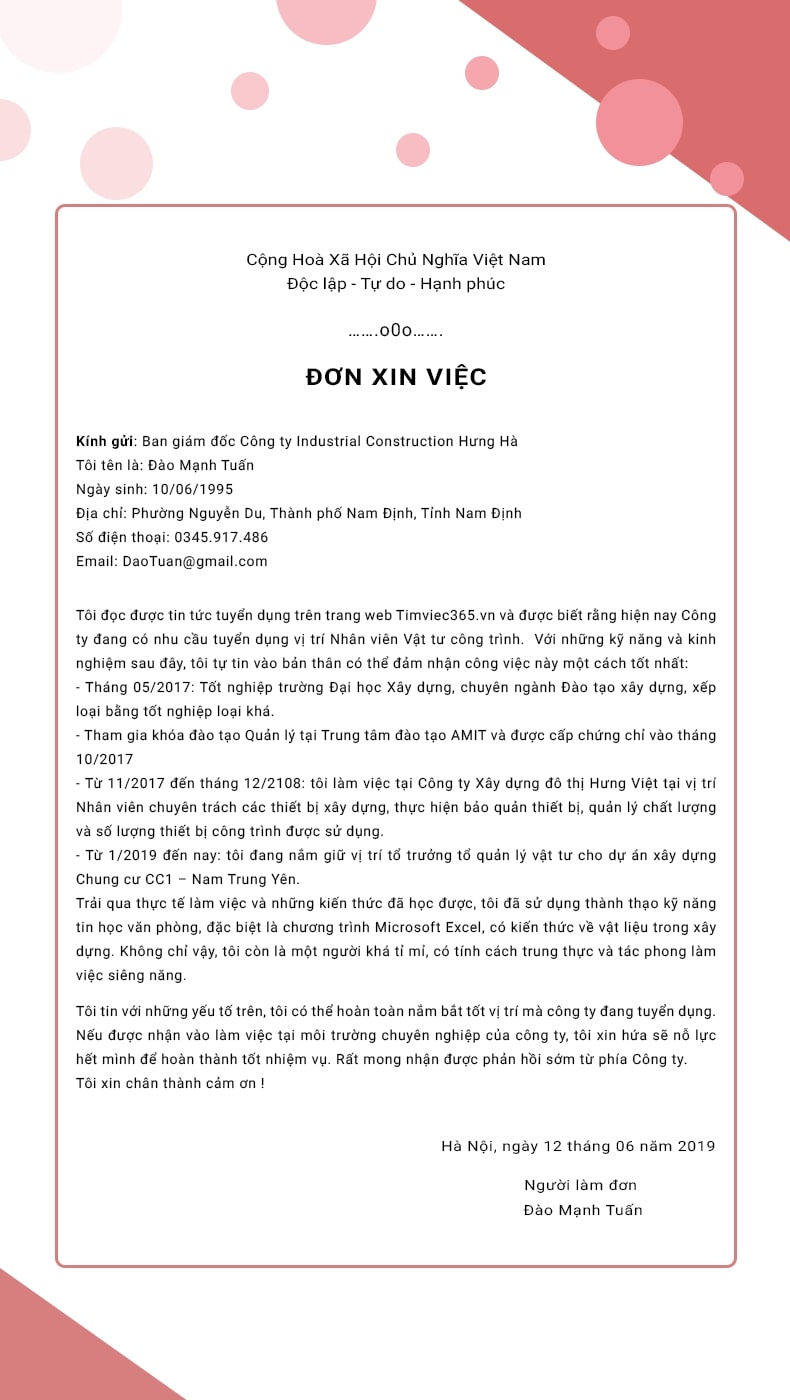 Cộng Hoà Xã Hội Chủ Nghĩa Việt Nam
Độc lập - Tự do - Hạnh phúc
…….o0o…….
ĐƠN XIN VIỆC
Kính gửi: Ban giám đốc Công ty Industrial Construction Hưng Hà
Tôi tên là: Đào Mạnh Tuấn
Ngày sinh: 10/06/1995
Địa chỉ: Phường Nguyễn Du, Thành phố Nam Định, Tỉnh Nam Định
Số điện thoại: 0345.917.486
Email: DaoTuan@gmail.com
Tôi đọc được tin tức tuyển dụng trên trang web Timviec365.vn và được biết rằng hiện nay Công
ty đang có nhu cầu tuyển dụng vị trí Nhân viên Vật tư công trình.  Với những kỹ năng và kinh
nghiệm sau đây, tôi tự tin vào bản thân có thể đảm nhận công việc này một cách tốt nhất:
- Tháng 05/2017: Tốt nghiệp trường Đại học Xây dựng, chuyên ngành Đào tạo xây dựng, xếp
loại bằng tốt nghiệp loại khá.
- Tham gia khóa đào tạo Quản lý tại Trung tâm đào tạo AMIT và được cấp chứng chỉ vào tháng
10/2017
- Từ 11/2017 đến tháng 12/2108: tôi làm việc tại Công ty Xây dựng đô thị Hưng Việt tại vị trí
Nhân viên chuyên trách các thiết bị xây dựng, thực hiện bảo quản thiết bị, quản lý chất lượng
và số lượng thiết bị công trình được sử dụng.
- Từ 1/2019 đến nay: tôi đang nắm giữ vị trí tổ trưởng tổ quản lý vật tư cho dự án xây dựng
Chung cư CC1 – Nam Trung Yên.
Trải qua thực tế làm việc và những kiến thức đã học được, tôi đã sử dụng thành thạo kỹ năng
tin học văn phòng, đặc biệt là chương trình Microsoft Excel, có kiến thức về vật liệu trong xây
dựng. Không chỉ vậy, tôi còn là một người khá tỉ mỉ, có tính cách trung thực và tác phong làm
việc siêng năng.
Tôi tin với những yếu tố trên, tôi có thể hoàn toàn nắm bắt tốt vị trí mà công ty đang tuyển dụng.
Nếu được nhận vào làm việc tại môi trường chuyên nghiệp của công ty, tôi xin hứa sẽ nỗ lực
hết mình để hoàn thành tốt nhiệm vụ. Rất mong nhận được phản hồi sớm từ phía Công ty.
Tôi xin chân thành cảm ơn !
Hà Nội, ngày 12 tháng 06 năm 2019
Người làm đơn
Đào Mạnh Tuấn